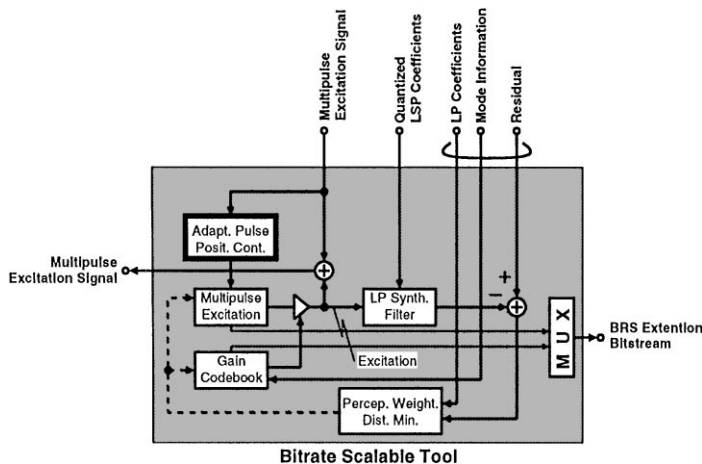 Multipulse
Excitation Signal
Quantized
LSP Coefficients
LP Coefficients
Mode Information
Residual
Adapt. Pulse
Posit. Cont.
Multipulse
Excitation Signal
+
+
−
+
Multipulse
Excitation
LP Synth.
Filter
MUX
BRS Extention
Bitstream
Gain
Codebook
Excitation
Percep. Weight.
Dist. Min.
Bitrate Scalable Tool